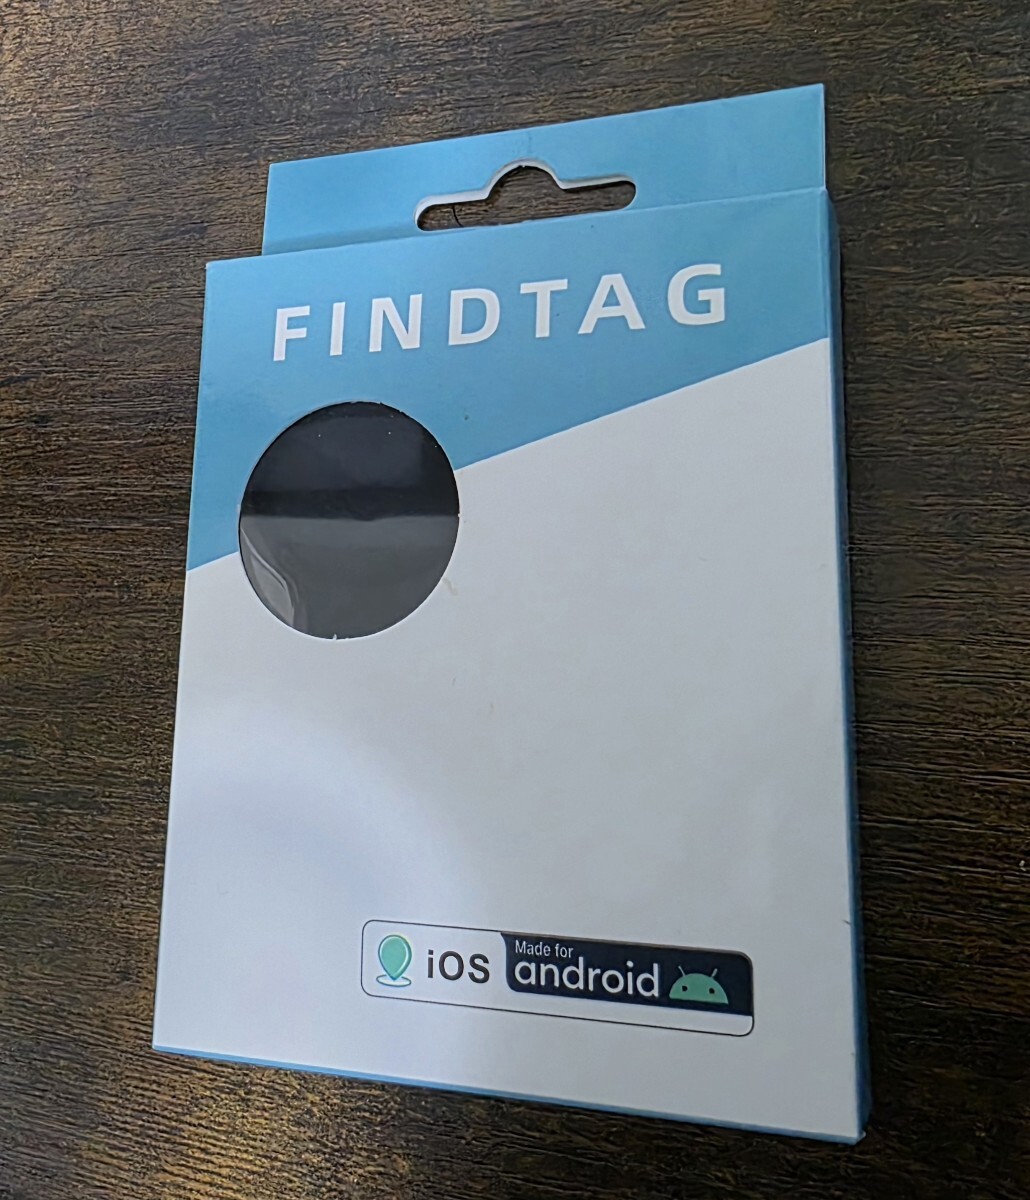 FINDTAG
iOS
Made for
android